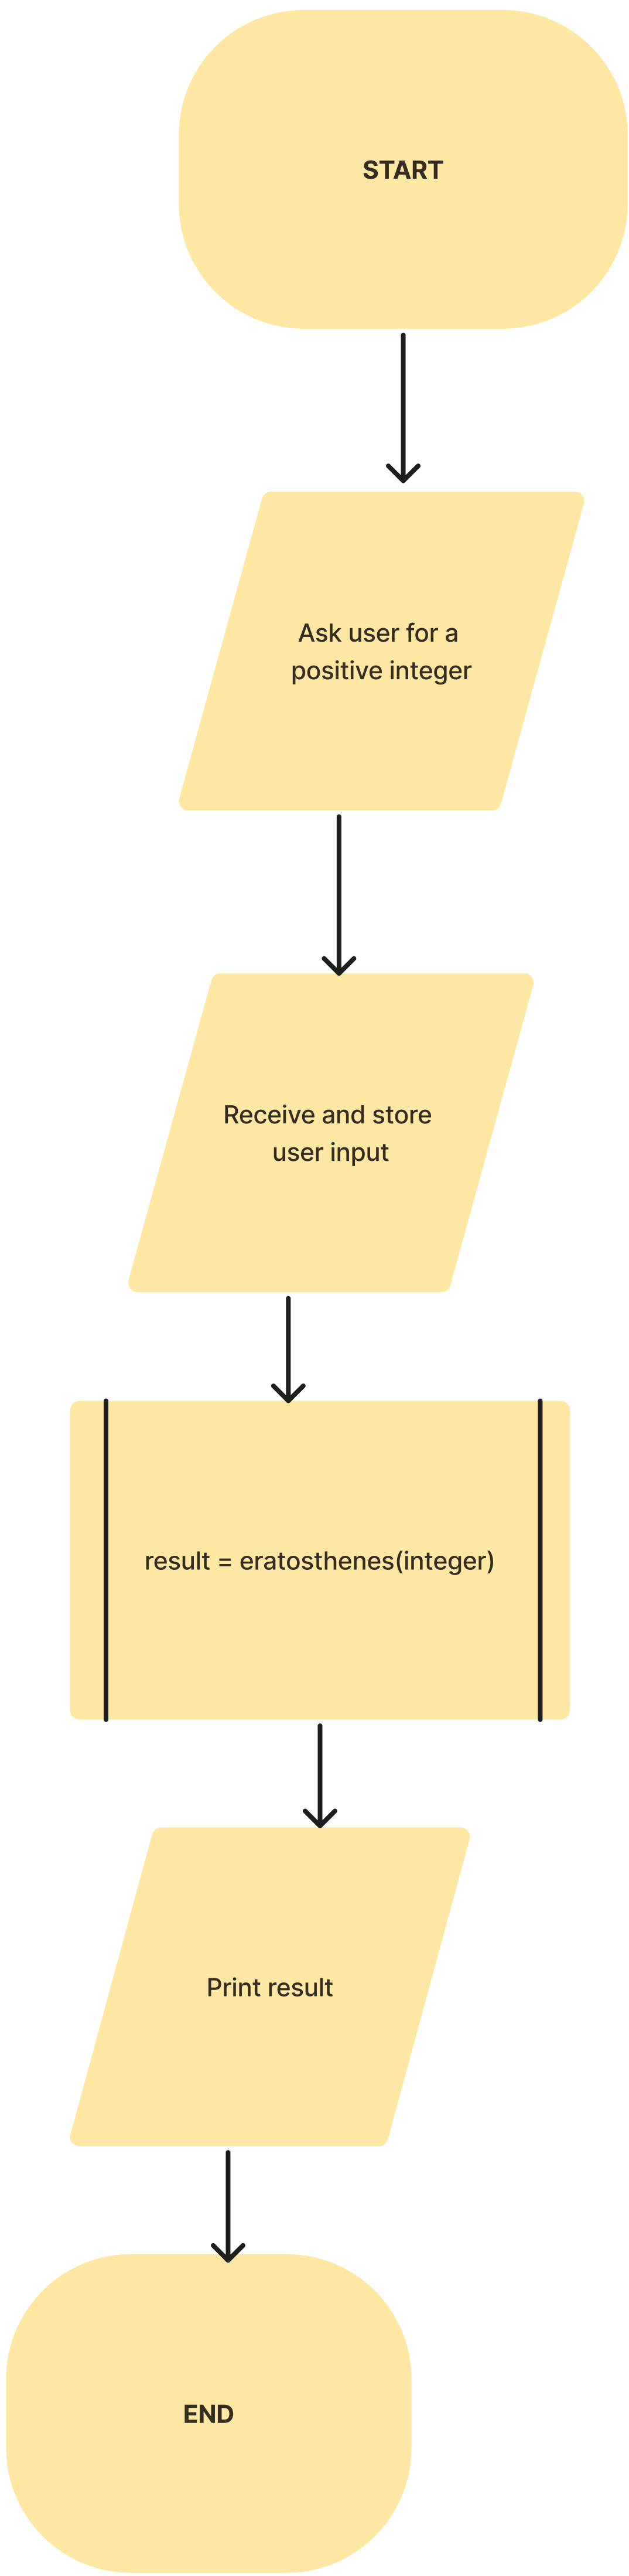 START
Ask user for a
positive integer
Receive and store
user input
result = eratosthenes(integer)
Print result
END